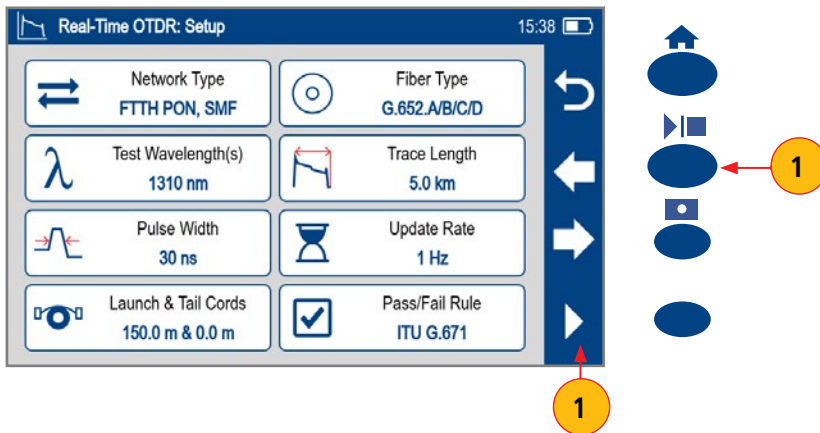 Real-Time OTDR: Setup 15:38
Network Type
FTTH PON, SMF
Fiber Type
G.652.A/B/C/D
λ
Test Wavelength(s)
1310 nm
Trace Length
5.0 km
Pulse Width
30 ns
Update Rate
1 Hz
Launch & Tail Cords
150.0 m & 0.0 m
Pass/Fail Rule
ITU G.671
1
1